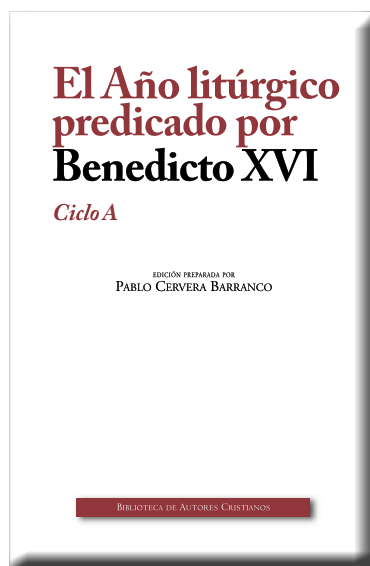 El Año litúrgico
predicado por
Benedicto XVI
Ciclo A
EDICIÓN PREPARADA POR
PABLO CERVERA BARRANCO
BIBLIOTECA DE AUTORES CRISTIANOS